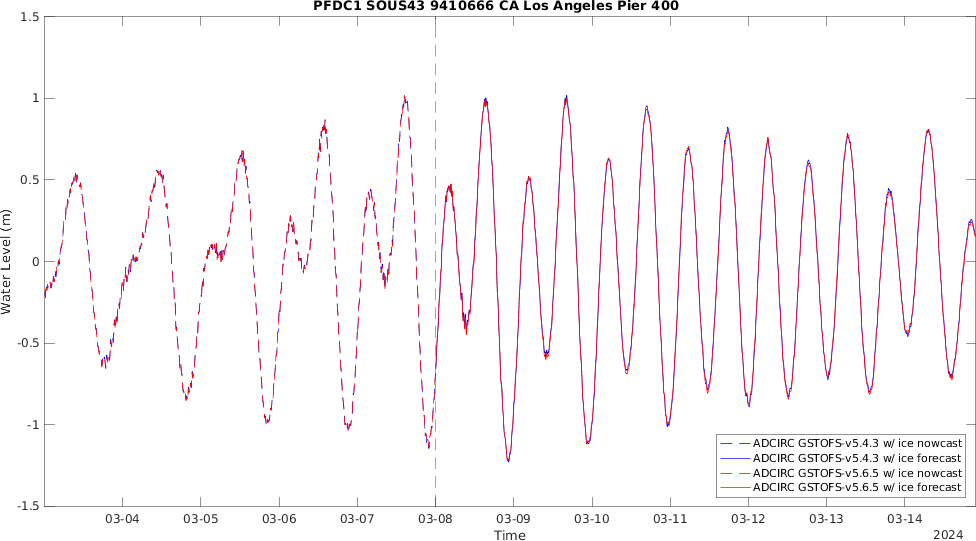 PFDC1 SOUS43 9410666 CA Los Angeles Pier 400
1.5
1
0.5
0
-0.5
-1
-1.5
Water Level (m)
03-04 03-05 03-06 03-07 03-08 03-09 03-10 03-11 03-12 03-13 03-14
Time
2024
ADCIRC GSTOFS-v5.4.3 w/ ice nowcast
ADCIRC GSTOFS-v5.4.3 w/ ice forecast
ADCIRC GSTOFS-v5.6.5 w/ ice nowcast
ADCIRC GSTOFS-v5.6.5 w/ ice forecast